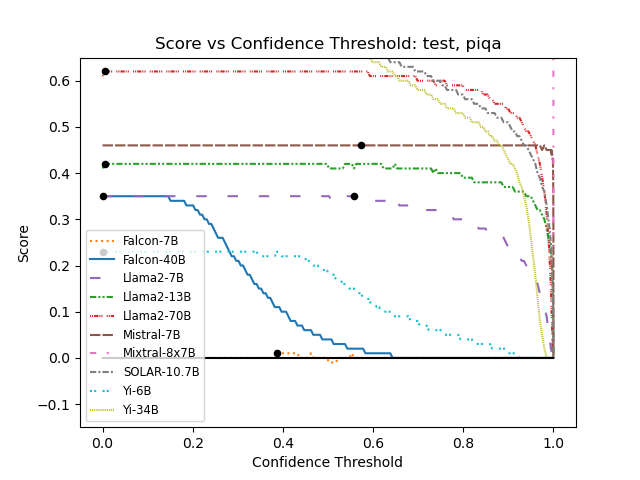 Score vs Confidence Threshold: test, piqa
Score
0.6
0.5
0.4
0.3
0.2
0.1
0.0
−0.1
Falcon-7B
Falcon-40B
Llama2-7B
Llama2-13B
Llama2-70B
Mistral-7B
Mixtral-8x7B
SOLAR-10.7B
Yi-6B
Yi-34B
0.0 0.2 0.4 0.6 0.8 1.0
Confidence Threshold